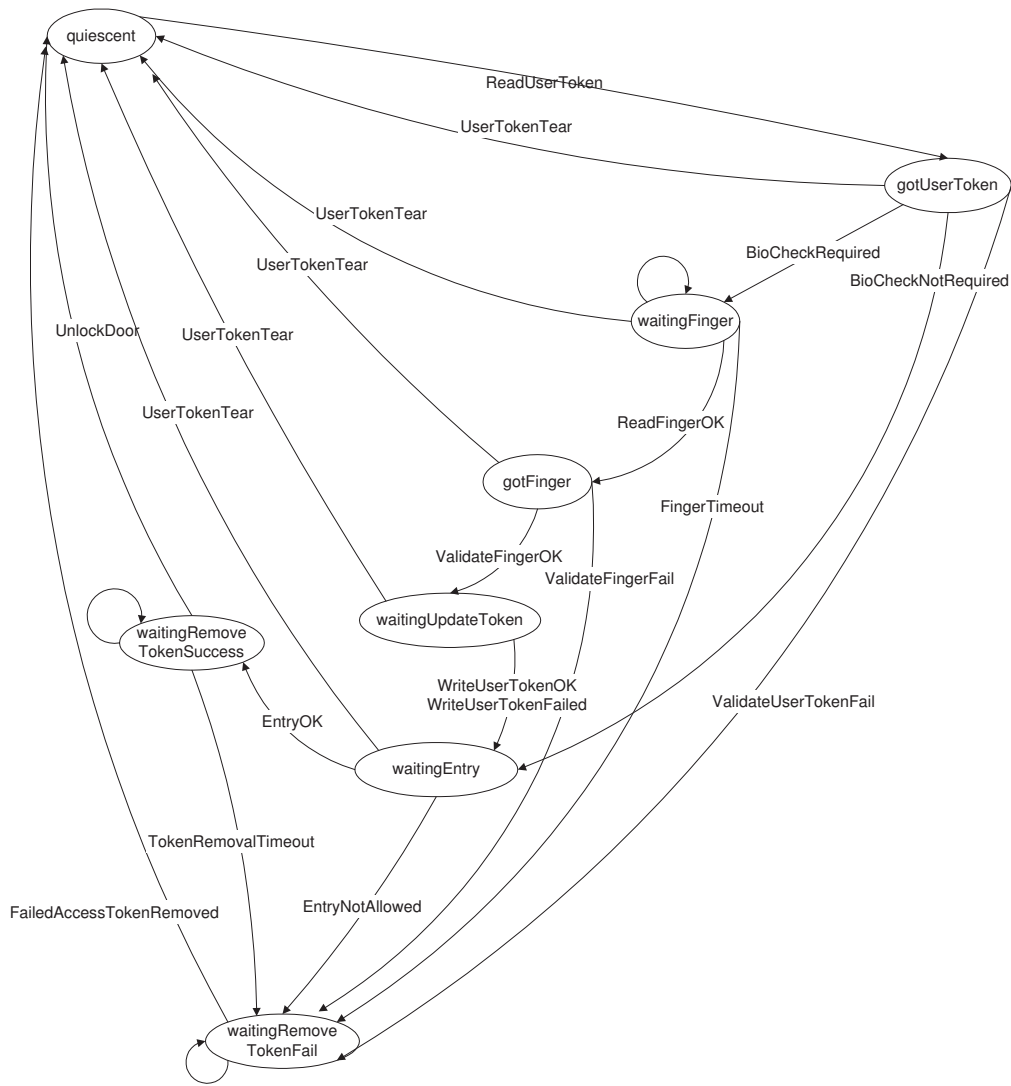 quiescent
ReadUserToken
UserTokenTear
gotUserToken
UserTokenTear
BioCheckRequired
UserTokenTear
BioCheckNotRequired
waitingFinger
UnlockDoor
UserTokenTear
UserTokenTear
ReadFingerOK
gotFinger
FingerTimeout
ValidateFingerOK
ValidateFingerFail
waitingUpdateToken
waitingRemove
TokenSuccess
WriteUserTokenOK
WriteUserTokenFailed
ValidateUserTokenFail
EntryOK
waitingEntry
TokenRemovalTimeout
EntryNotAllowed
FailedAccessTokenRemoved
waitingRemove
TokenFail